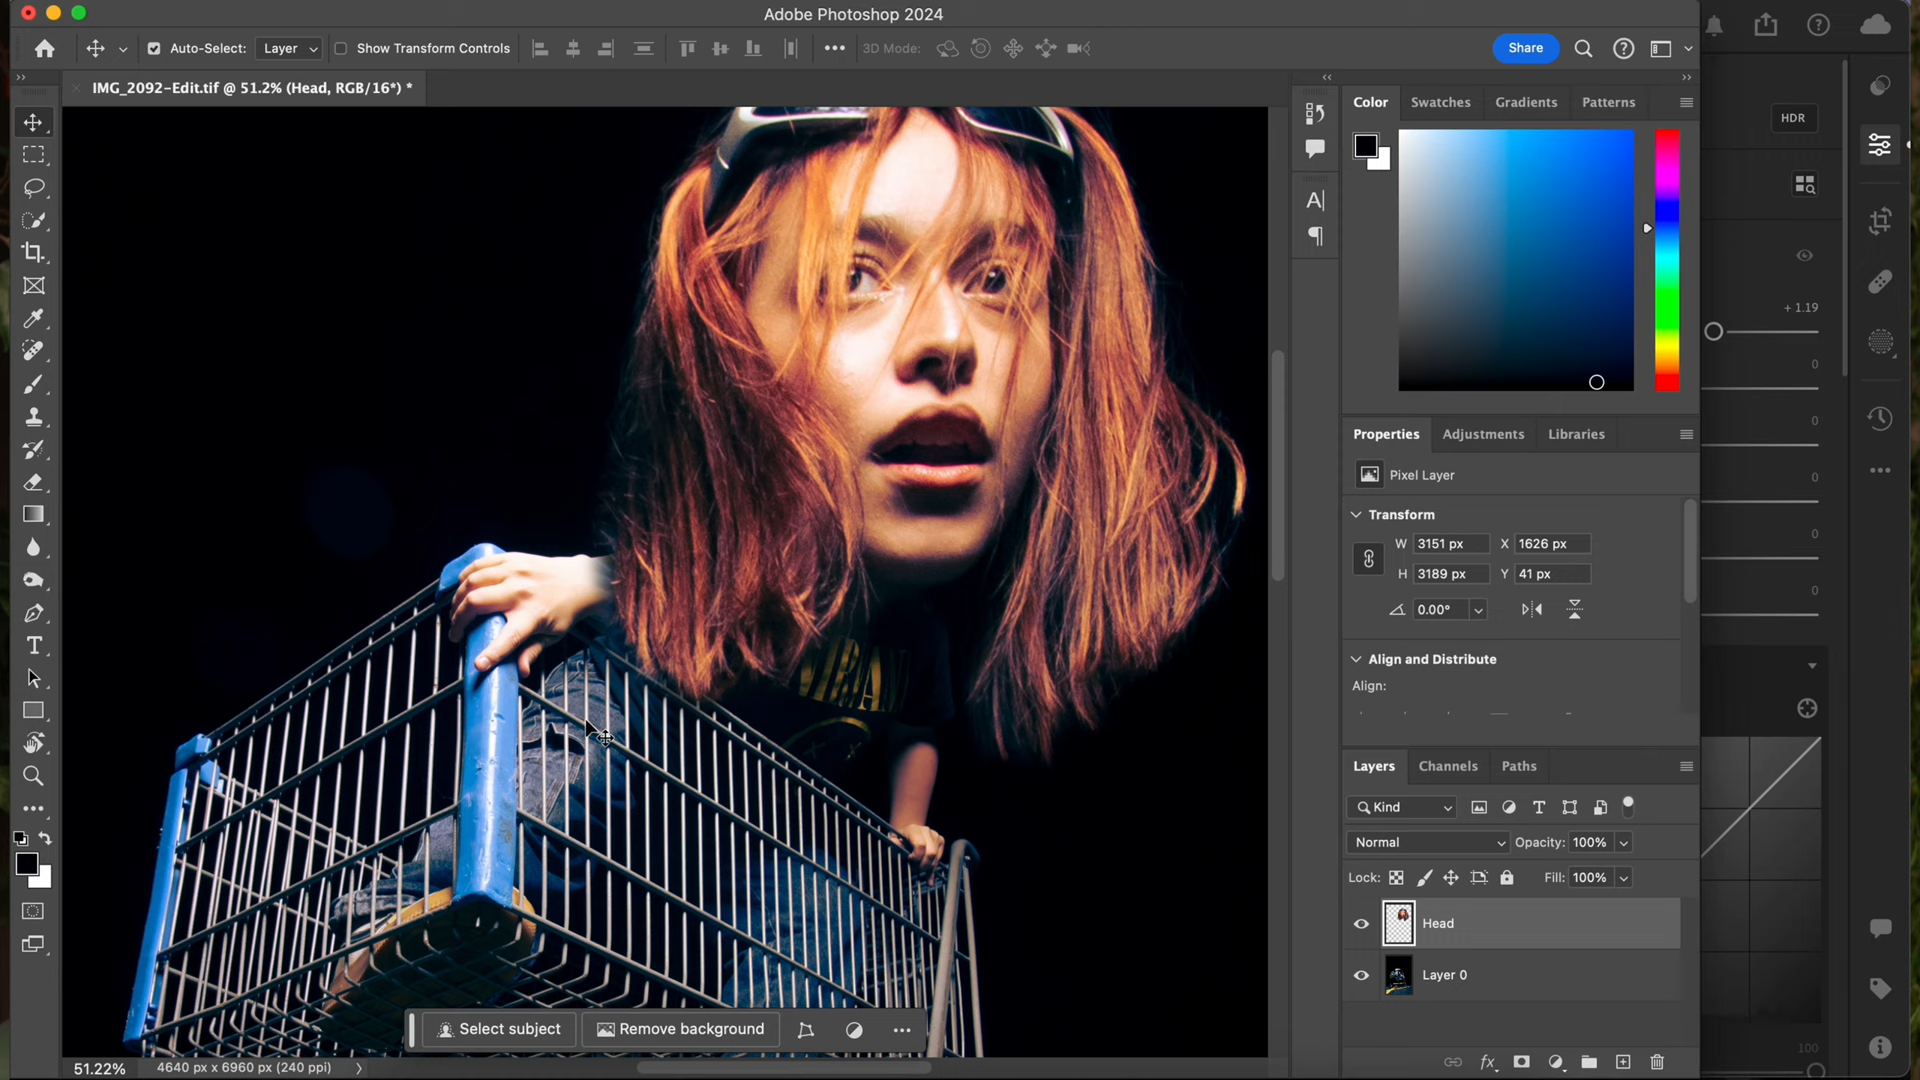 Adobe Photoshop 2024
Auto-Select: Layer Show Transform Controls 3D Mode: Share
IMG_2092-Edit.tif @ 51.2% (Head, RGB/16*) *
Color Swatches Gradients Patterns
HDR
+ 1.19
0
0
0
0
0
Properties Adjustments Libraries
Pixel Layer
Transform
W 3151 px X 1626 px
H 3189 px Y 41 px
0.00°
Align and Distribute
Align:
Layers Channels Paths
Kind
Normal Opacity: 100%
Lock: Fill: 100%
Head
Layer 0
Select subject Remove background
51.22% 4640 px x 6960 px (240 ppi)
100